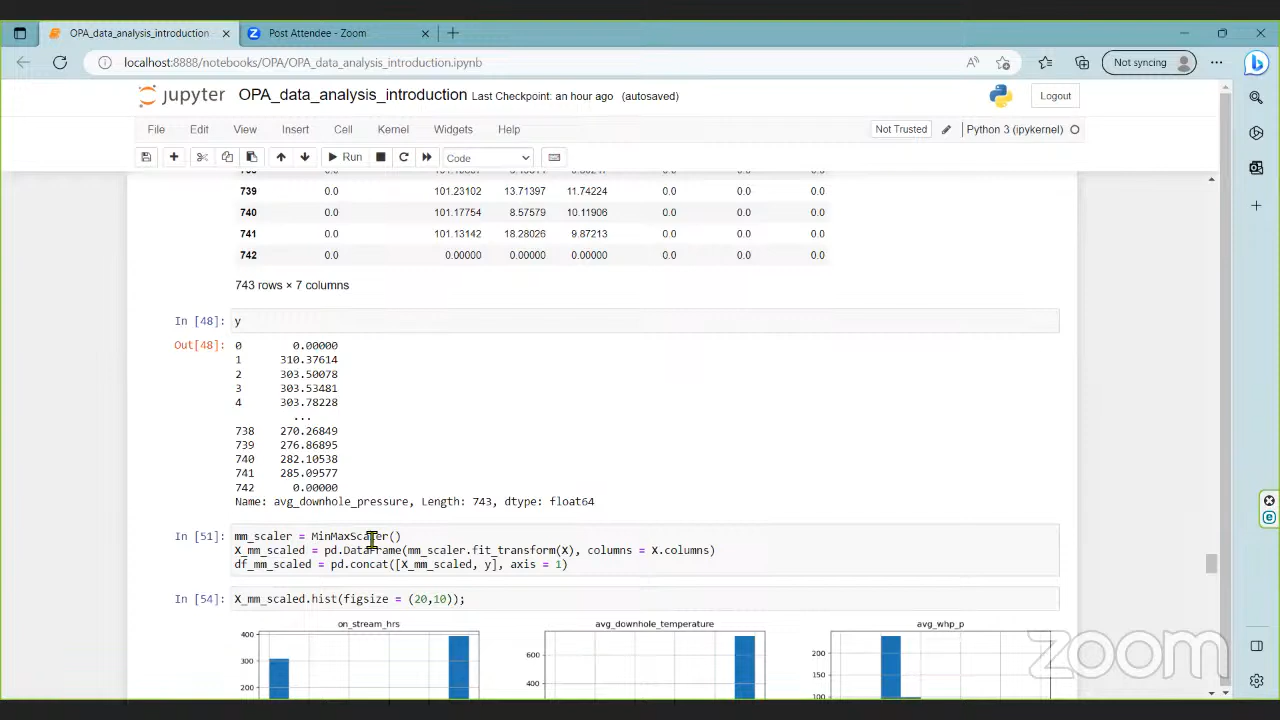 OPA_data_analysis_introduction
Post Attendee - Zoom
localhost:8888/notebooks/OPA/OPA_data_analysis_introduction.ipynb
Not syncing
jupyter OPA_data_analysis_introduction Last Checkpoint: an hour ago (autosaved)
Logout
File Edit View Insert Cell Kernel Widgets Help
Not Trusted Python 3 (ipykernel)
Run Code
739 0.0 101.23102 13.71397 11.74224 0.0 0.0 0.0
740 0.0 101.17754 8.57579 10.11906 0.0 0.0 0.0
741 0.0 101.13142 18.28026 9.87213 0.0 0.0 0.0
742 0.0 0.00000 0.00000 0.00000 0.0 0.0 0.0
743 rows × 7 columns
In [48]: y
Out[48]: 0 0.00000
1 310.37614
2 303.50078
3 303.53481
4 303.78228
...
738 270.26849
739 276.86895
740 282.10538
741 285.09577
742 0.00000
Name: avg_downhole_pressure, Length: 743, dtype: float64
In [51]: mm_scaler = MinMaxScaler()
X_mm_scaled = pd.DataFrame(mm_scaler.fit_transform(X), columns = X.columns)
df_mm_scaled = pd.concat([X_mm_scaled, y], axis = 1)
In [54]: X_mm_scaled.hist(figsize = (20,10));
on_stream_hrs avg_downhole_temperature avg_whp_p
400
300
200
600
400
200
150
100
zoom